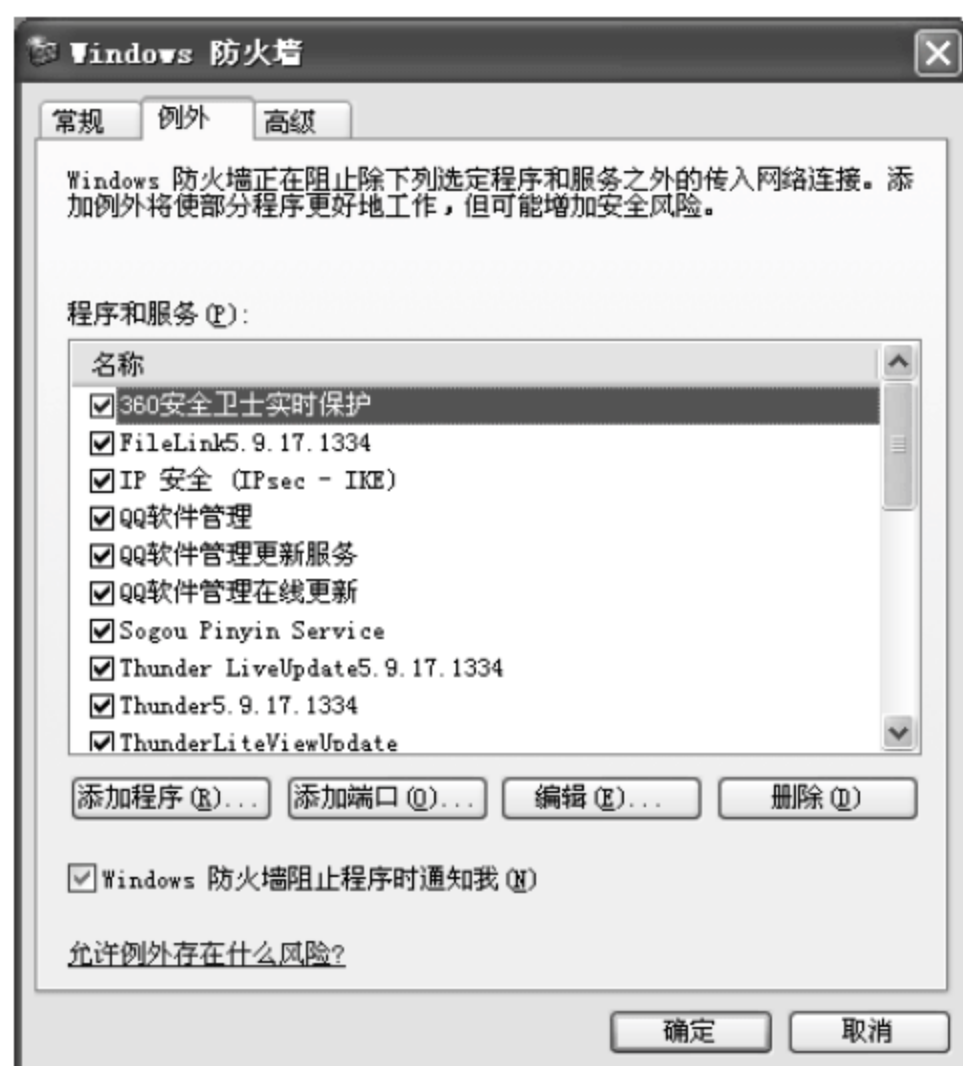 Windows 防火墙
常规 例外 高级
Windows 防火墙正在阻止除下列选定程序和服务之外的传入网络连接。添
加例外将使部分程序更好地工作，但可能增加安全风险。
程序和服务(P):
名称
360安全卫士实时保护
FileLink5.9.17.1334
IP 安全 (IPsec - IKE)
QQ软件管理
QQ软件管理更新服务
QQ软件管理在线更新
Sogou Pinyin Service
Thunder LiveUpdate5.9.17.1334
Thunder5.9.17.1334
ThunderLiteViewUpdate
添加程序(R)... 添加端口(O)... 编辑(E)... 删除(D)
Windows 防火墙阻止程序时通知我(N)
允许例外存在什么风险?
确定 取消